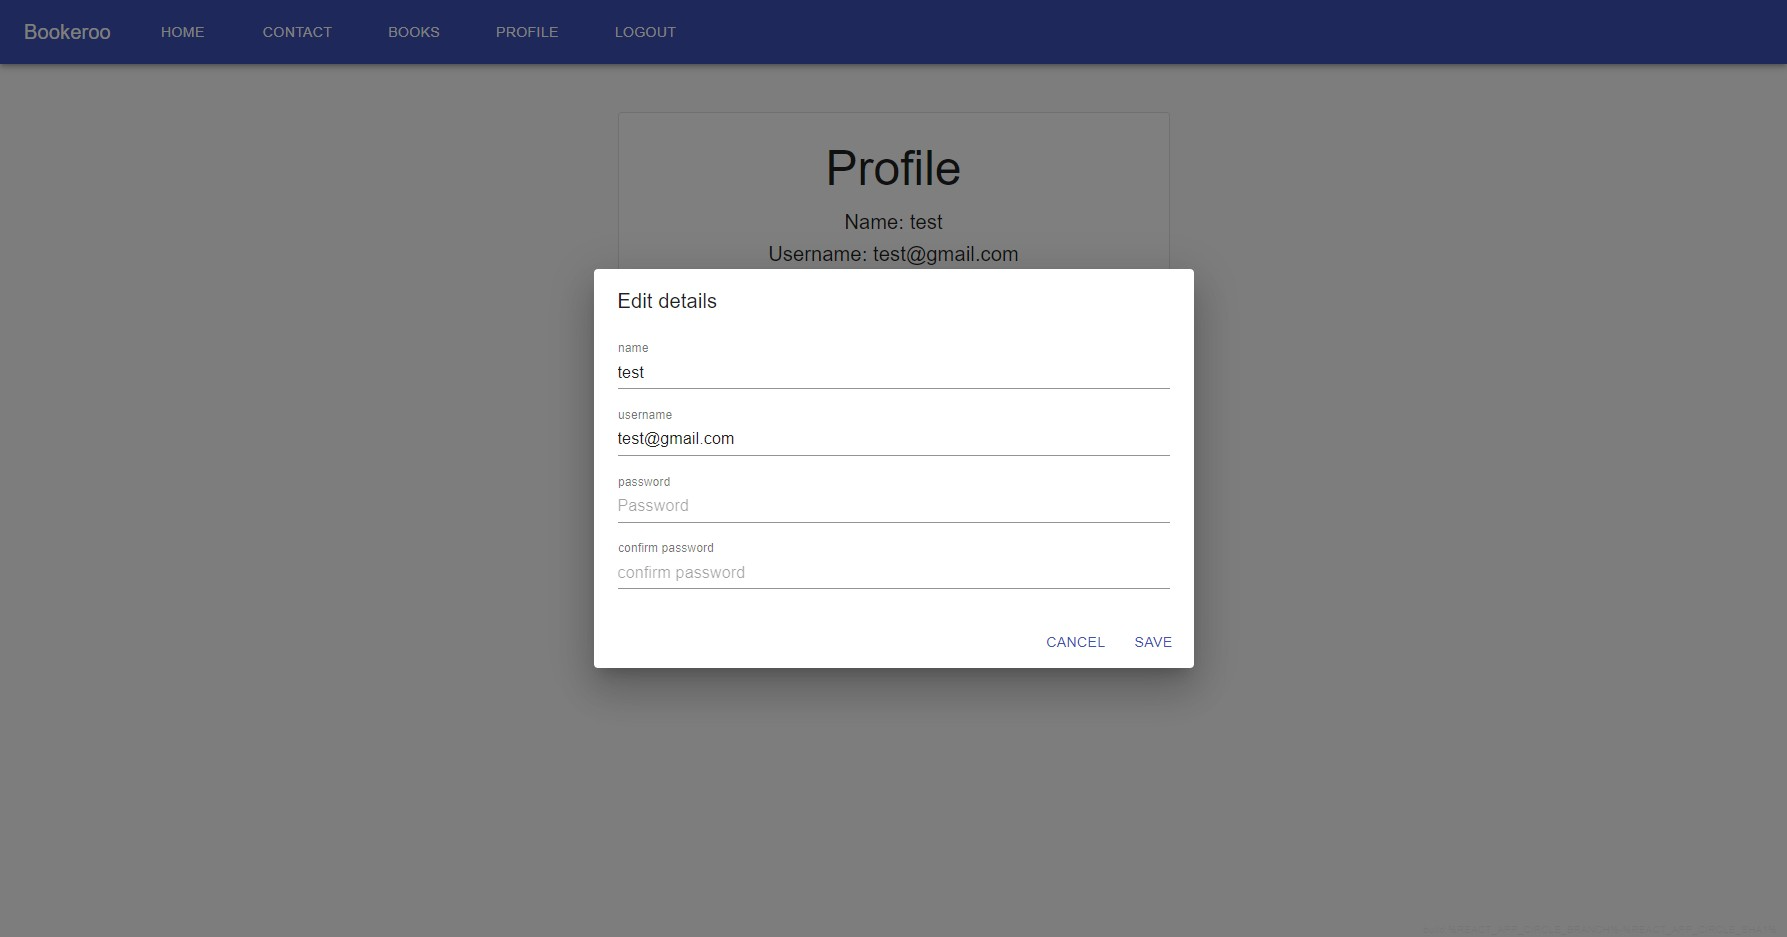 Bookeroo HOME CONTACT BOOKS PROFILE LOGOUT
Profile
Name: test
Username: test@gmail.com
Edit details
name
test
username
test@gmail.com
password
Password
confirm password
confirm password
CANCEL SAVE